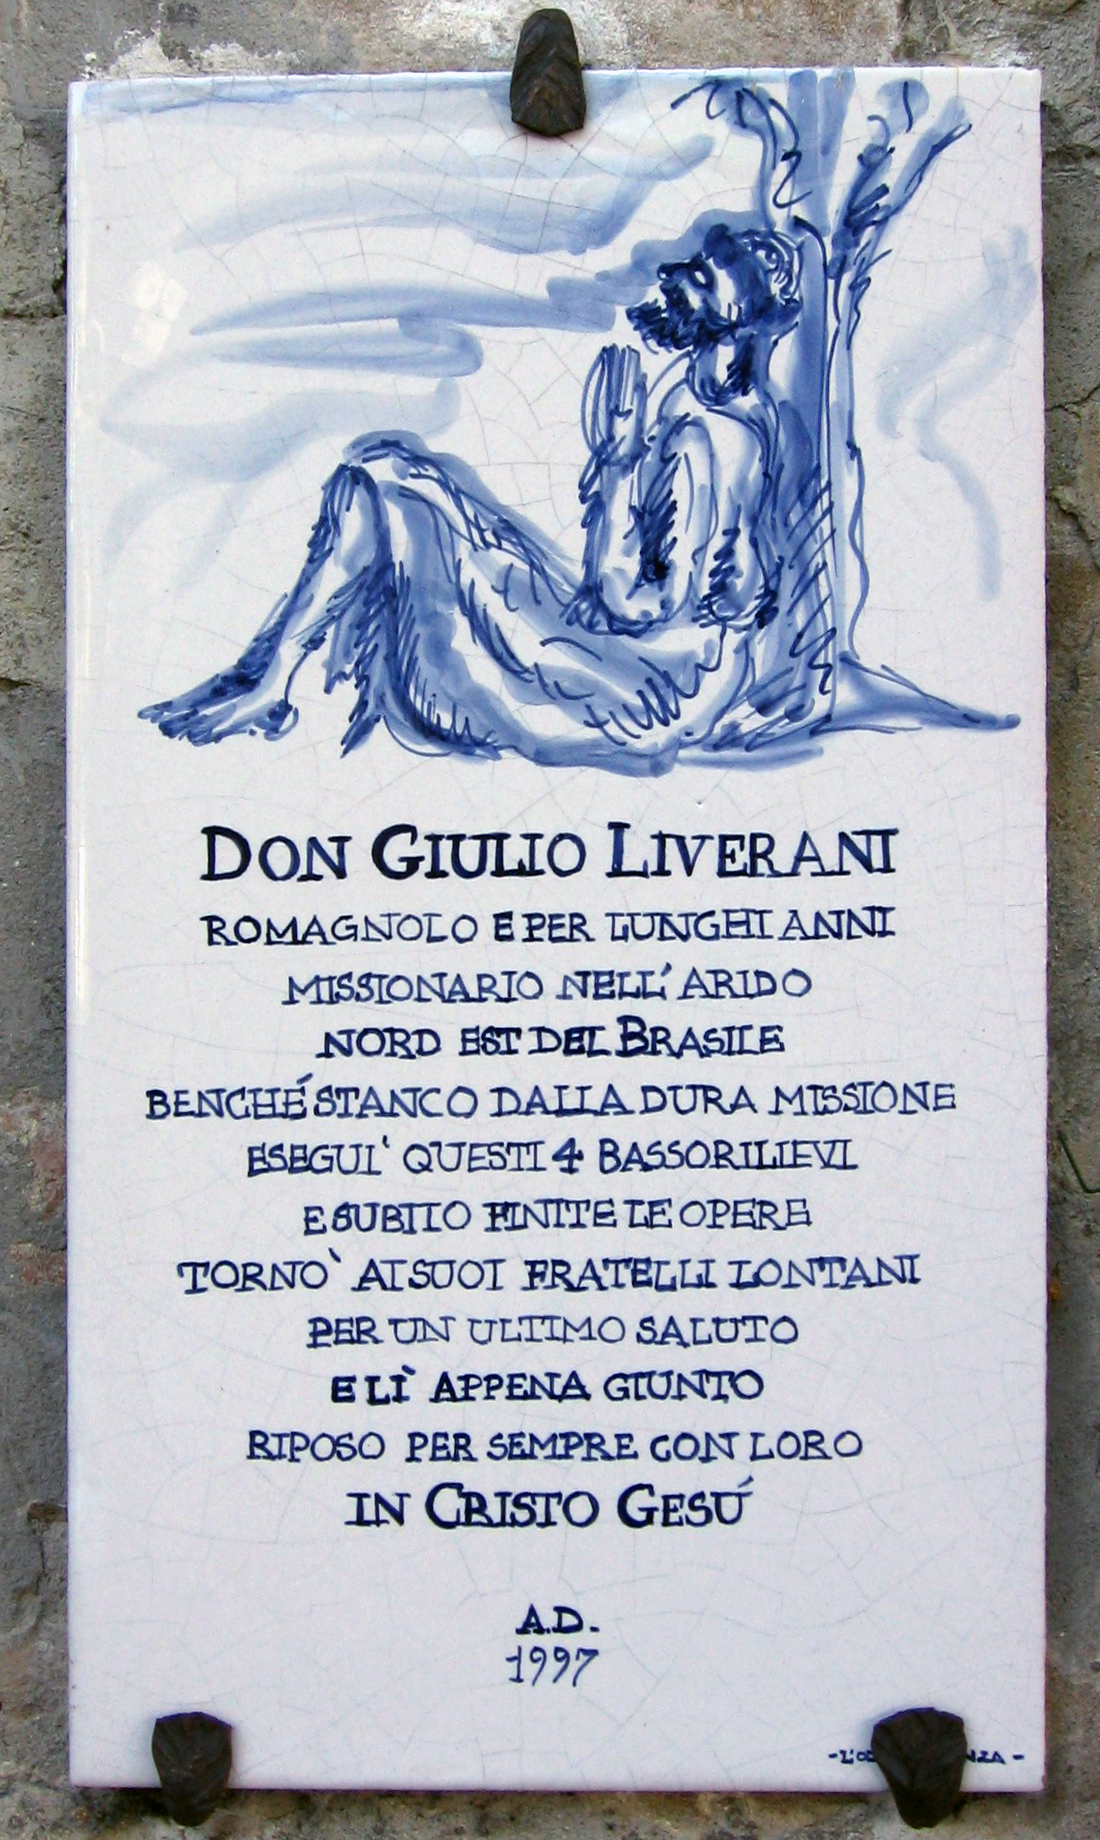 DON GIULIO LIVERANI
ROMAGNOLO E PER LUNGHI ANNI
MISSIONARIO NELL'ARIDO
NORD EST DEL BRASILE
BENCHÉ STANCO DALLA DURA MISSIONE
ESEGUI' QUESTI 4 BASSORILIEVI
E SUBITO FINITE LE OPERE
TORNO' AI SUOI FRATELLI LONTANI
PER UN ULTIMO SALUTO
E LÌ APPENA GIUNTO
RIPOSO PER SEMPRE CON LORO
IN CRISTO GESÚ
A.D.
1997